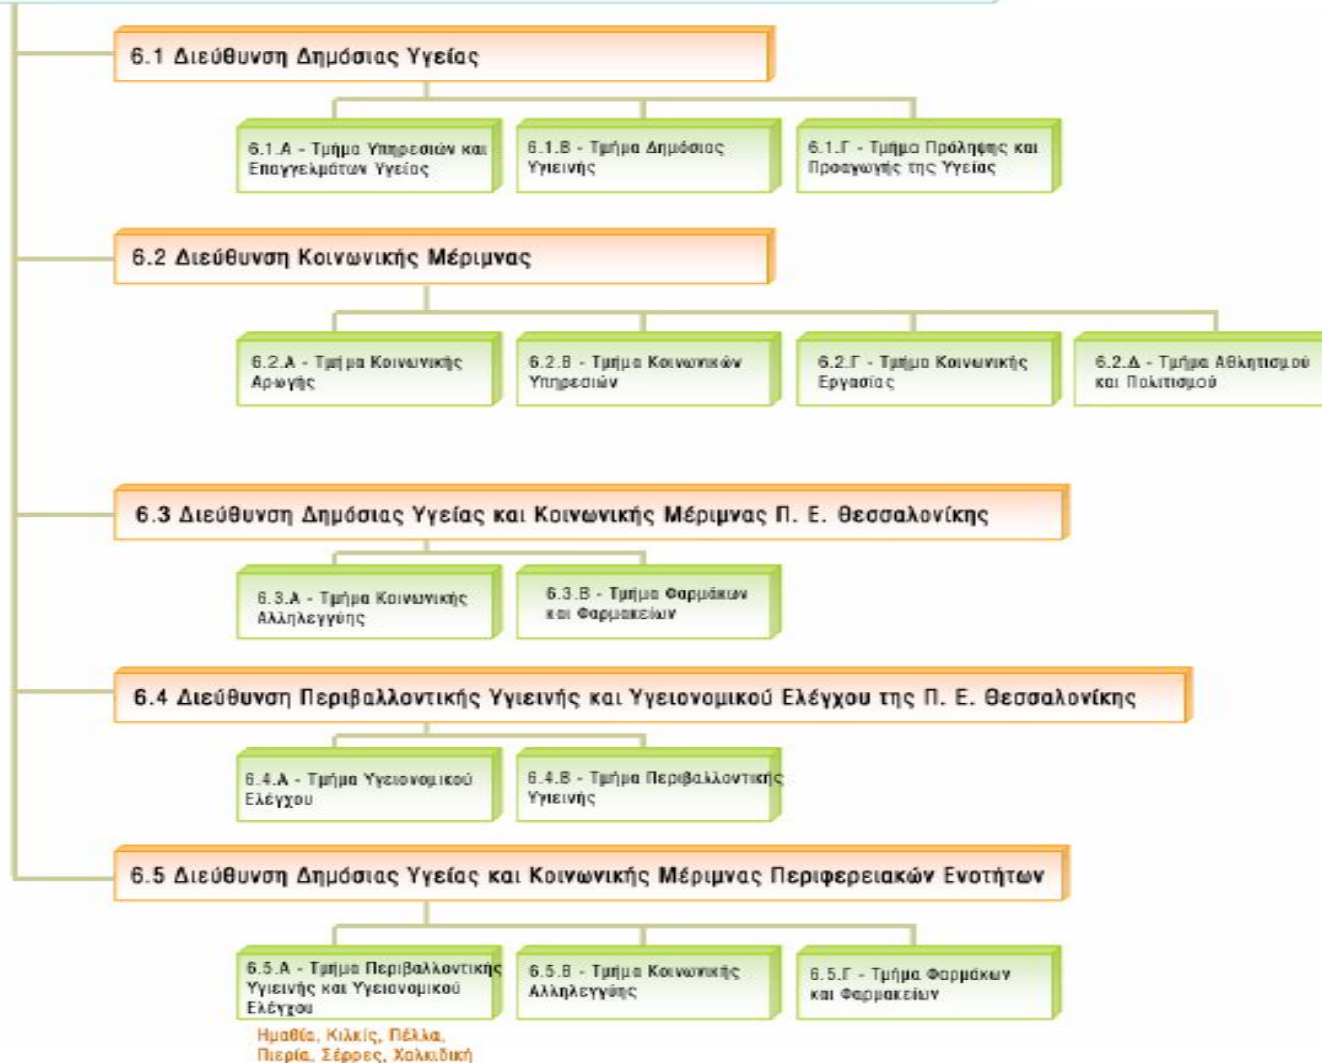 6.1 Διεύθυνση Δημόσιας Υγείας
6.1.Α - Τμήμα Υπηρεσιών και
Επαγγελμάτων Υγείας
6.1.Β - Τμήμα Δημόσιας
Υγιεινής
6.1.Γ - Τμήμα Πρόληψης και
Προαγωγής της Υγείας
6.2 Διεύθυνση Κοινωνικής Μέριμνας
6.2.Α - Τμήμα Κοινωνικής
Αρωγής
6.2.Β - Τμήμα Κοινωνικών
Υπηρεσιών
6.2.Γ - Τμήμα Κοινωνικής
Εργασίας
6.2.Δ - Τμήμα Αθλητισμού
και Πολιτισμού
6.3 Διεύθυνση Δημόσιας Υγείας και Κοινωνικής Μέριμνας Π. Ε. Θεσσαλονίκης
6.3.Α - Τμήμα Κοινωνικής
Αλληλεγγύης
6.3.Β - Τμήμα Φαρμάκων
και Φαρμακείων
6.4 Διεύθυνση Περιβαλλοντικής Υγιεινής και Υγειονομικού Ελέγχου της Π. Ε. Θεσσαλονίκης
6.4.Α - Τμήμα Υγειονομικού
Ελέγχου
6.4.Β - Τμήμα Περιβαλλοντικής
Υγιεινής
6.5 Διεύθυνση Δημόσιας Υγείας και Κοινωνικής Μέριμνας Περιφερειακών Ενοτήτων
6.5.Α - Τμήμα Περιβαλλοντικής
Υγιεινής και Υγειονομικού
Ελέγχου
6.5.Β - Τμήμα Κοινωνικής
Αλληλεγγύης
6.5.Γ - Τμήμα Φαρμάκων
και Φαρμακείων
Ημαθία, Κιλκίς, Πέλλα,
Πιερία, Σέρρες, Χαλκιδική